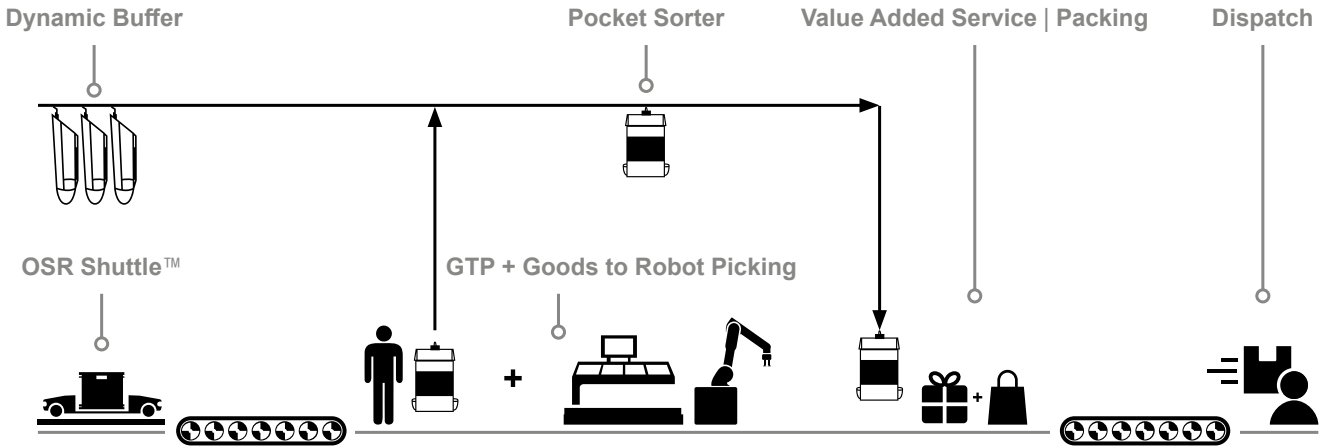 Dynamic Buffer
Pocket Sorter
Value Added Service | Packing
Dispatch
OSR Shuttle™
GTP + Goods to Robot Picking
+
+